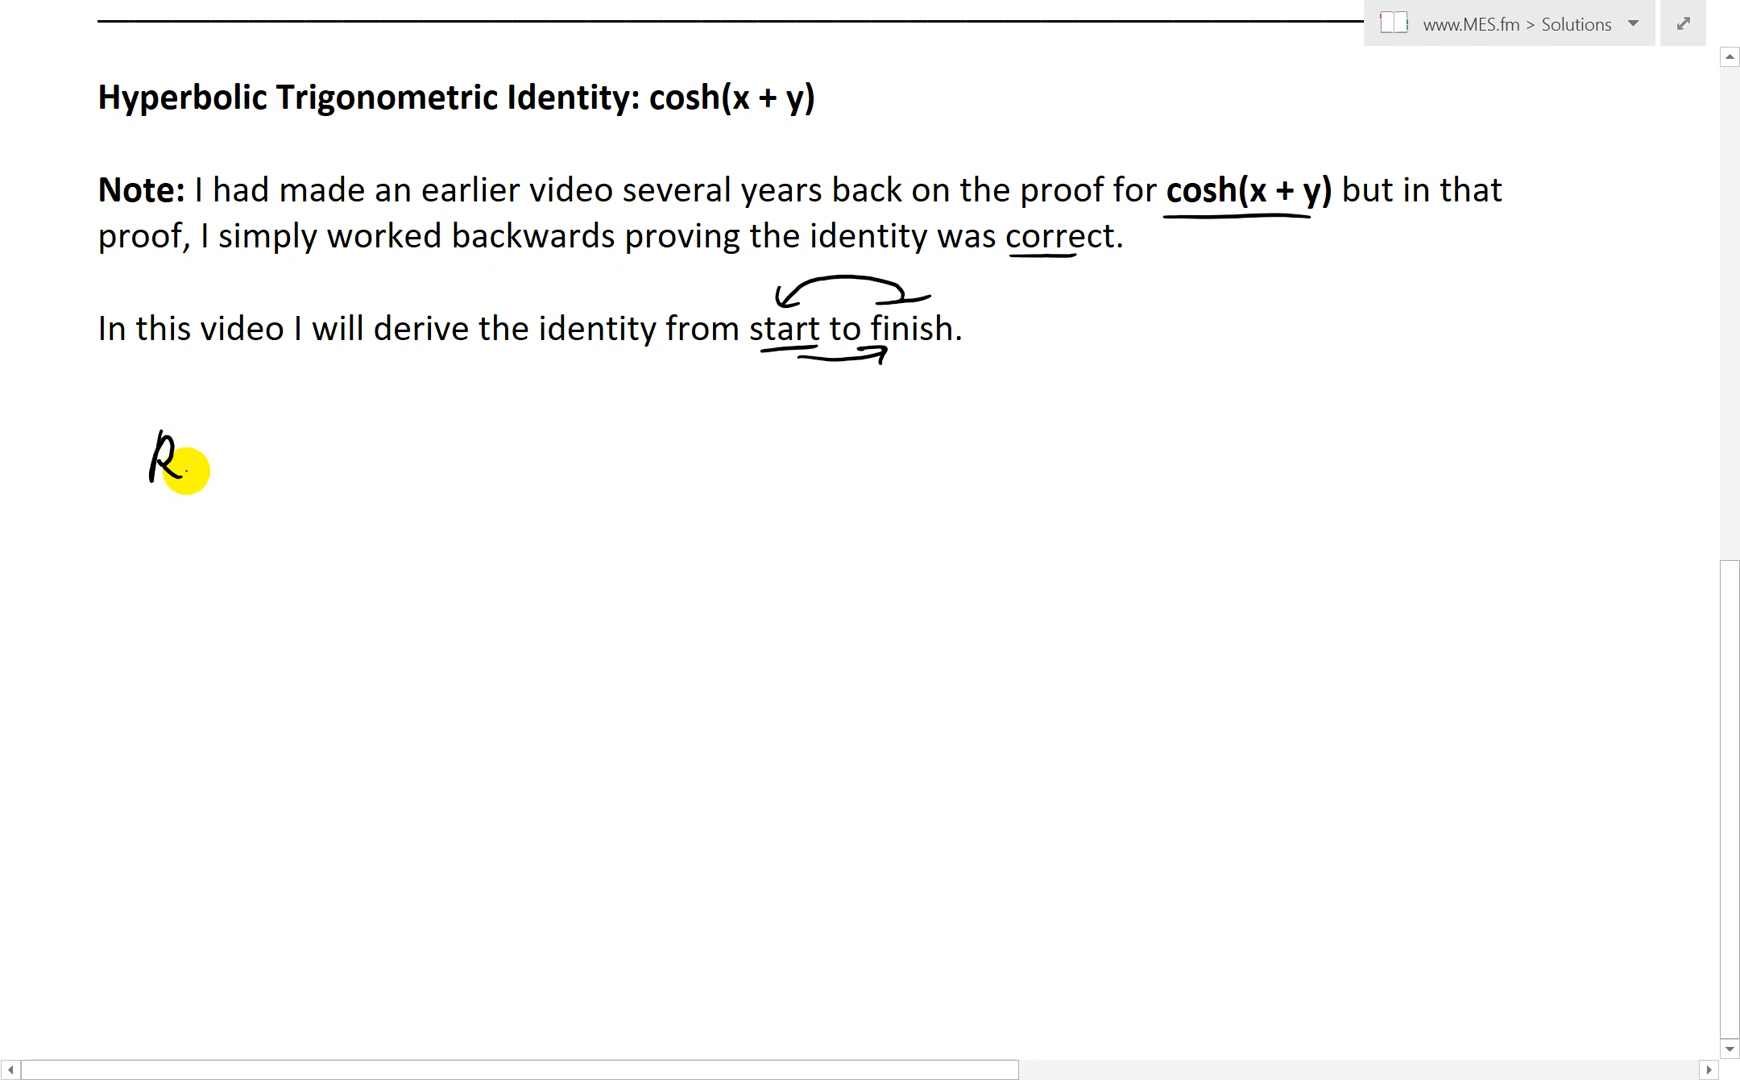 www.MES.fm > Solutions
Hyperbolic Trigonometric Identity: cosh(x + y)
Note: I had made an earlier video several years back on the proof for cosh(x + y) but in that
proof, I simply worked backwards proving the identity was correct.
In this video I will derive the identity from start to finish.
R